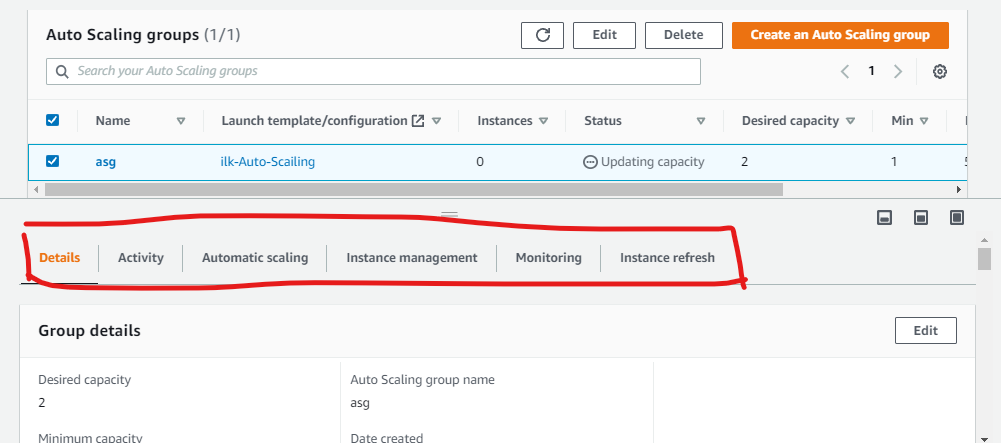 Auto Scaling groups (1/1)
Edit
Delete
Create an Auto Scaling group
Search your Auto Scaling groups
1
Name
Launch template/configuration
Instances
Status
Desired capacity
Min
asg
ilk-Auto-Scailing
0
Updating capacity
2
1
Details
Activity
Automatic scaling
Instance management
Monitoring
Instance refresh
Group details
Edit
Desired capacity
Auto Scaling group name
2
asg
Minimum capacity
Date created